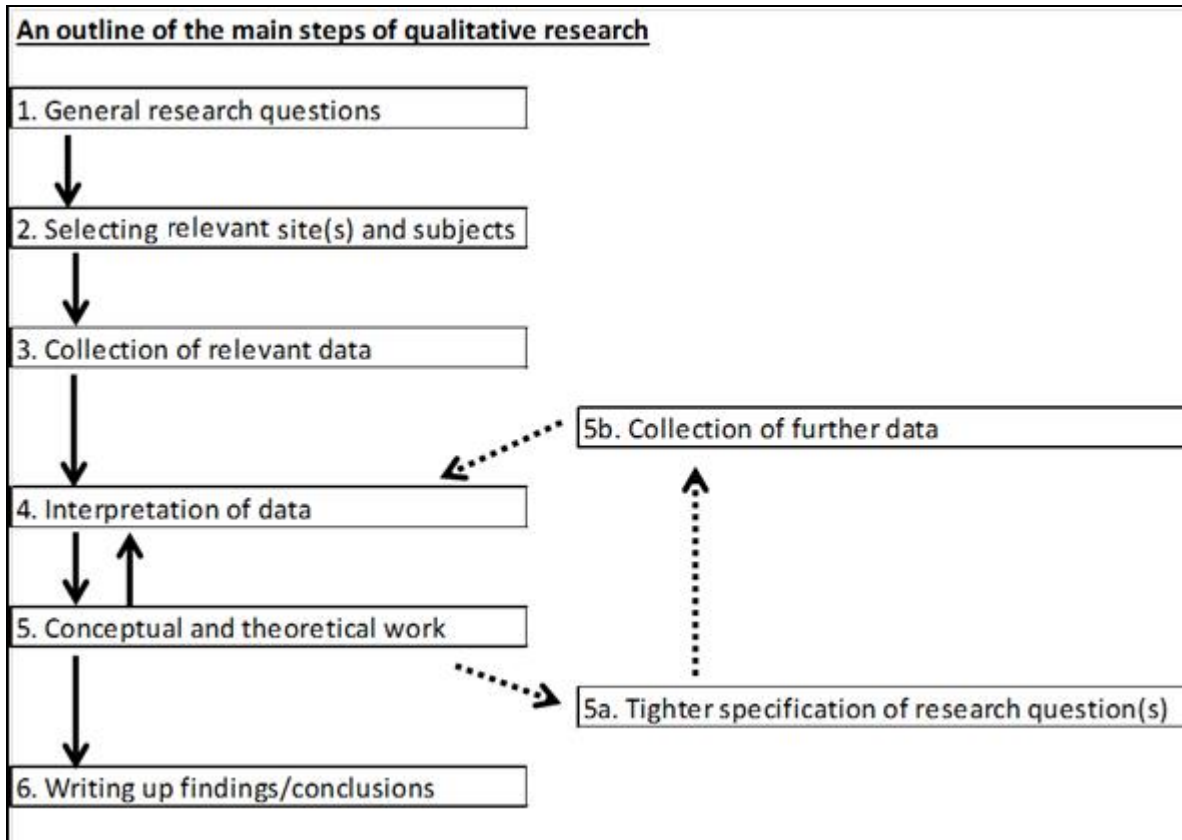 An outline of the main steps of qualitative research
1. General research questions
2. Selecting relevant site(s) and subjects
3. Collection of relevant data
5b. Collection of further data
4. Interpretation of data
5. Conceptual and theoretical work
5a. Tighter specification of research question(s)
6. Writing up findings/conclusions